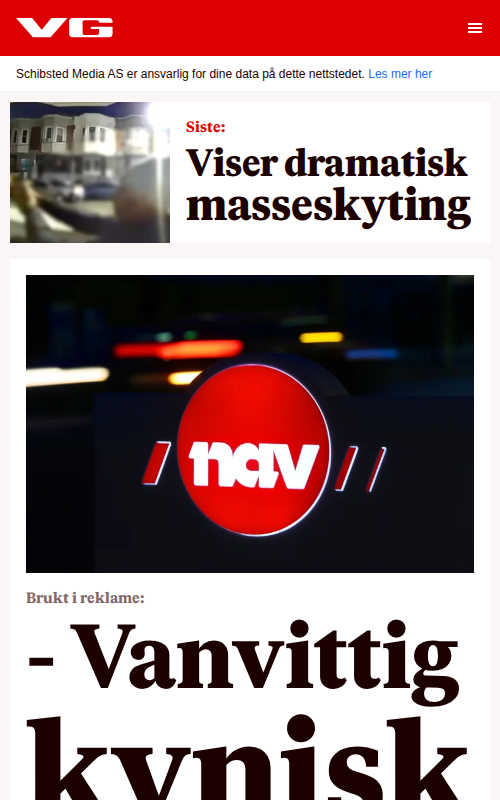 VG
Schibsted Media AS er ansvarlig for dine data på dette nettstedet. Les mer her
Siste:
Viser dramatisk
masseskyting
nav
Brukt i reklame:
- Vanvittig
kynisk